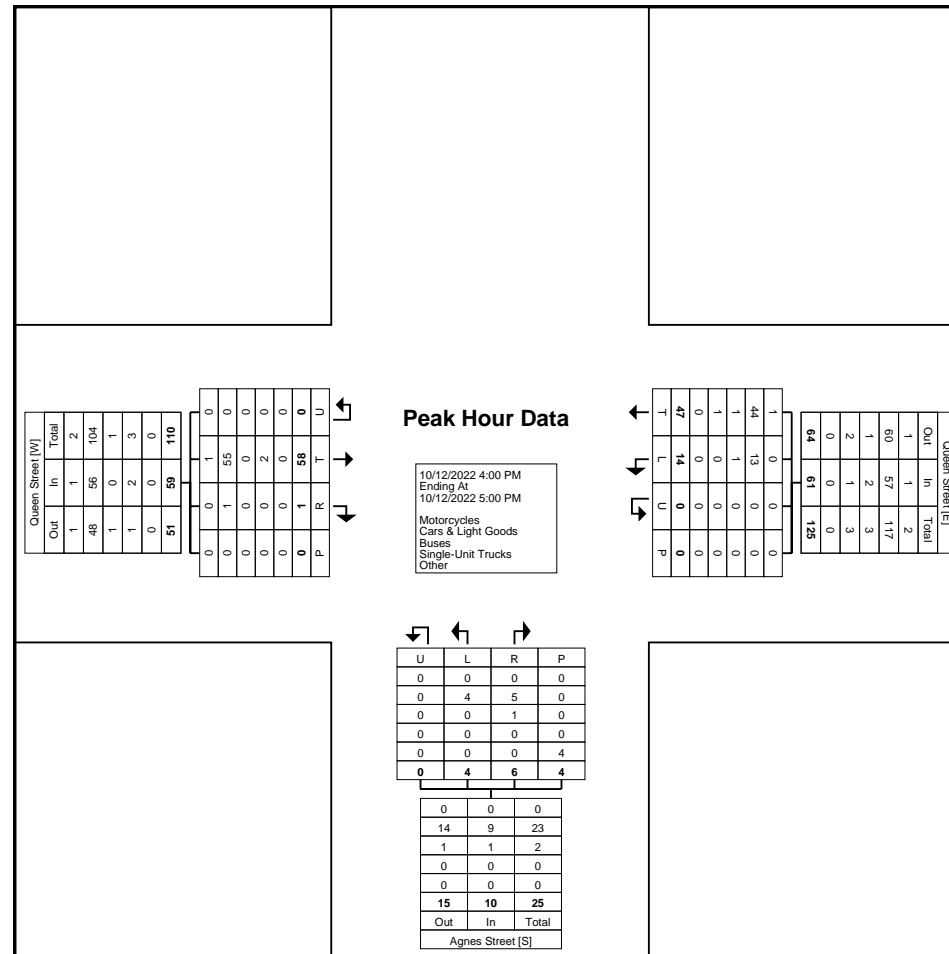 Peak Hour Data
10/12/2022 4:00 PM
Ending At
10/12/2022 5:00 PM
Motorcycles
Cars & Light Goods
Buses
Single-Unit Trucks
Other
Queen Street [W]
Out In Total
1 1 2
48 56 104
1 0 1
1 2 3
0 0 0
51 59 110
0 0 1 0
0 1 55 0
0 0 0 0
0 0 2 0
0 0 0 0
0 1 58 0
P R T U
Queen Street [E]
Out In Total
1 1 2
60 57 117
1 2 3
2 1 3
0 0 0
64 61 125
1 0 0 0
44 13 0 0
1 1 0 0
1 0 0 0
0 0 0 0
47 14 0 0
T L U P
U L R P
0 0 0 0
0 4 5 0
0 0 1 0
0 0 0 0
0 0 0 4
0 4 6 4
0 0 0
14 9 23
1 1 2
0 0 0
0 0 0
15 10 25
Out In Total
Agnes Street [S]